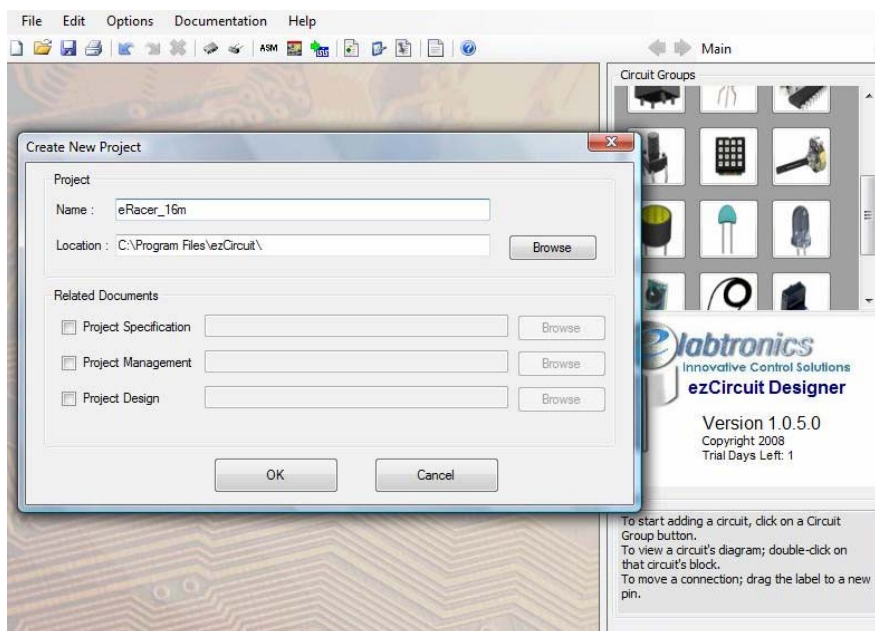 File Edit Options Documentation Help
ASM
Main
Circuit Groups
Create New Project
Project
Name : eRacer_16m
Location : C:\Program Files\ezCircuit\
Browse
Related Documents
Project Specification Browse
Project Management Browse
Project Design Browse
OK Cancel
elabtronics
Innovative Control Solutions
ezCircuit Designer
Version 1.0.5.0
Copyright 2008
Trial Days Left: 1
To start adding a circuit, click on a Circuit
Group button.
To view a circuit's diagram; double-click on
that circuit's block.
To move a connection; drag the label to a new
pin.